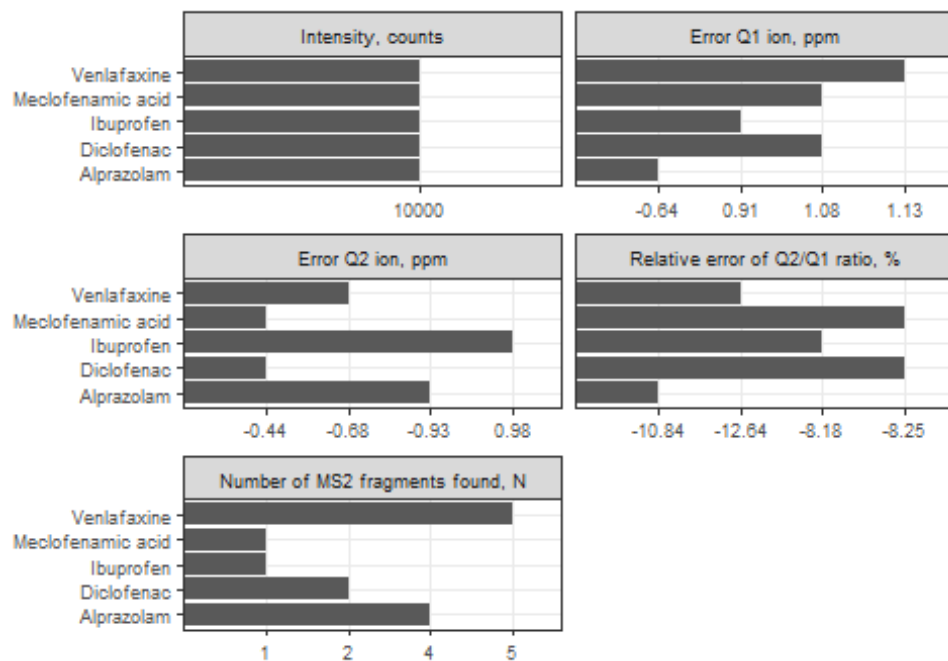 Intensity, counts
Error Q1 ion, ppm
Venlafaxine
Meclofenamic acid
Ibuprofen
Diclofenac
Alprazolam
10000
-0.64 0.91 1.08 1.13
Error Q2 ion, ppm
Relative error of Q2/Q1 ratio, %
Venlafaxine
Meclofenamic acid
Ibuprofen
Diclofenac
Alprazolam
-0.44 -0.68 -0.93 0.98
-10.84 -12.64 -8.18 -8.25
Number of MS2 fragments found, N
Venlafaxine
Meclofenamic acid
Ibuprofen
Diclofenac
Alprazolam
1 2 4 5